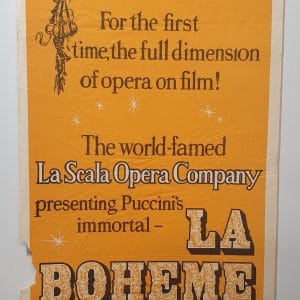 For the first
time, the full dimension
of opera on film!
The world-famed
La Scala Opera Company
presenting Puccini's
immortal –
LA
BOHEME